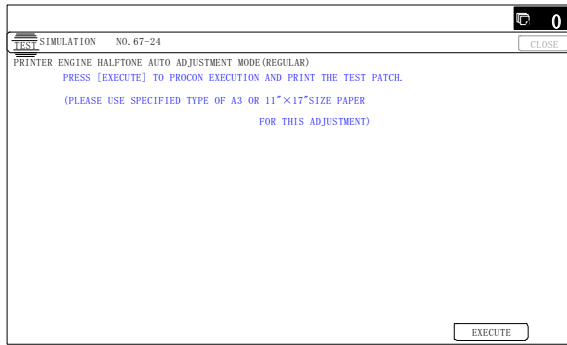 0
TEST SIMULATION NO. 67-24 CLOSE
PRINTER ENGINE HALFTONE AUTO ADJUSTMENT MODE(REGULAR)
PRESS [EXECUTE] TO PROCON EXECUTION AND PRINT THE TEST PATCH.
(PLEASE USE SPECIFIED TYPE OF A3 OR 11″×17″SIZE PAPER
FOR THIS ADJUSTMENT)
EXECUTE